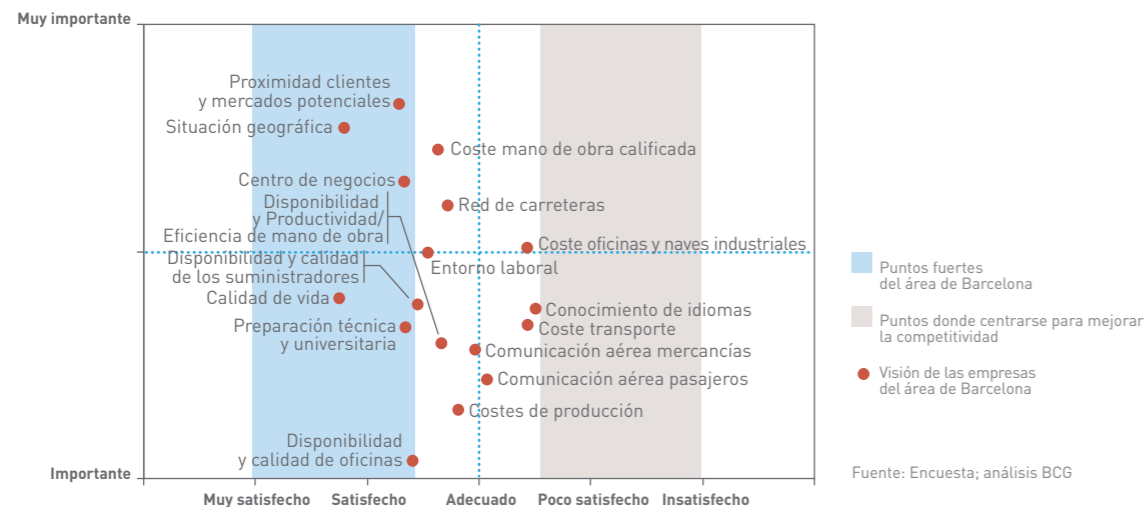 Muy importante
Proximidad clientes
y mercados potenciales
Situación geográfica
Coste mano de obra calificada
Centro de negocios
Disponibilidad
y Productividad/
Eficiencia de mano de obra
Red de carreteras
Coste oficinas y naves industriales
Disponibilidad y calidad
de los suministradores
Entorno laboral
Calidad de vida
Conocimiento de idiomas
Preparación técnica
y universitaria
Coste transporte
Comunicación aérea mercancías
Comunicación aérea pasajeros
Costes de producción
Disponibilidad
y calidad de oficinas
Importante
Muy satisfecho
Satisfecho
Adecuado
Poco satisfecho
Insatisfecho
Puntos fuertes
del área de Barcelona
Puntos donde centrarse para mejorar
la competitividad
Visión de las empresas
del área de Barcelona
Fuente: Encuesta; análisis BCG